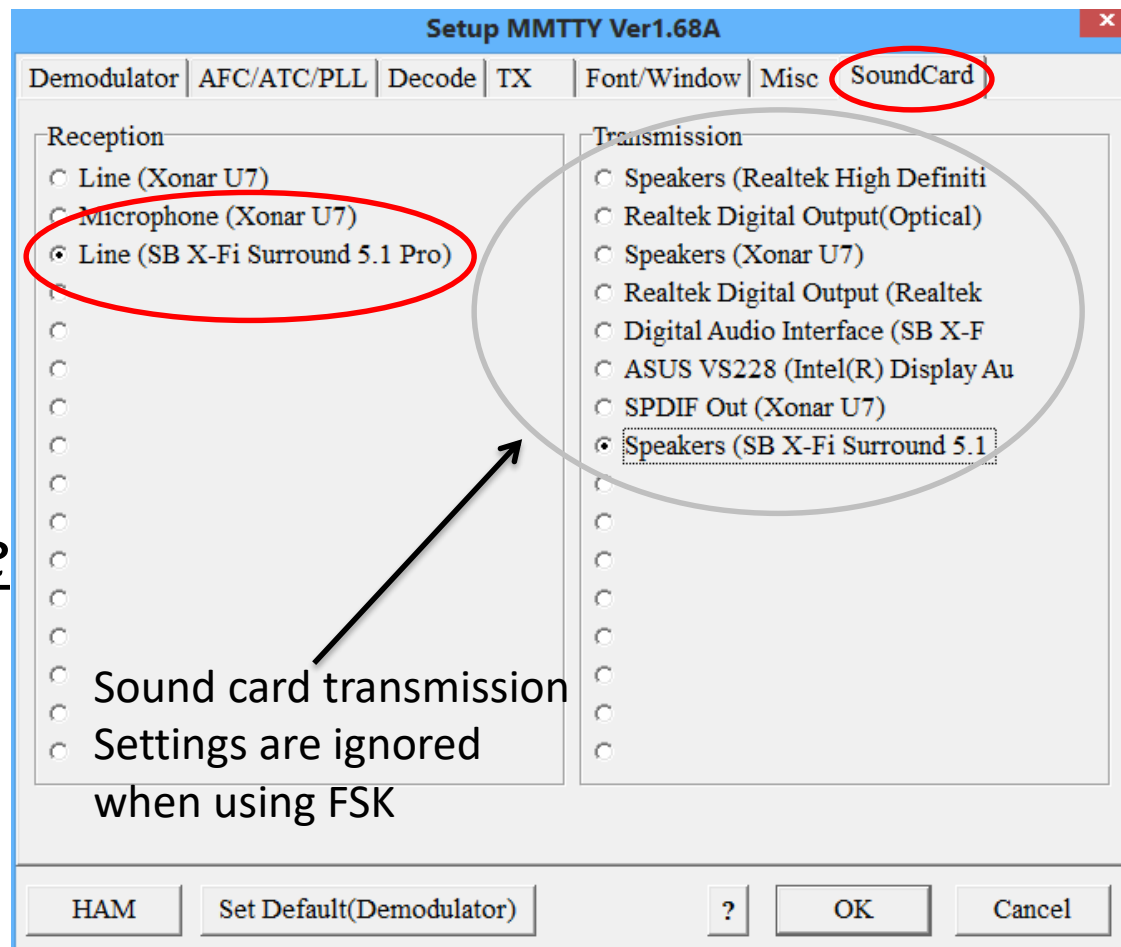 Setup MMTTY Ver1.68A
x
Demodulator AFC/ATC/PLL Decode TX Font/Window Misc SoundCard
Reception
Line (Xonar U7)
Microphone (Xonar U7)
Line (SB X-Fi Surround 5.1 Pro)
Transmission
Speakers (Realtek High Definiti
Realtek Digital Output(Optical)
Speakers (Xonar U7)
Realtek Digital Output (Realtek
Digital Audio Interface (SB X-F
ASUS VS228 (Intel(R) Display Au
SPDIF Out (Xonar U7)
Speakers (SB X-Fi Surround 5.1
?
Sound card transmission
Settings are ignored
when using FSK
HAM Set Default(Demodulator) ? OK Cancel